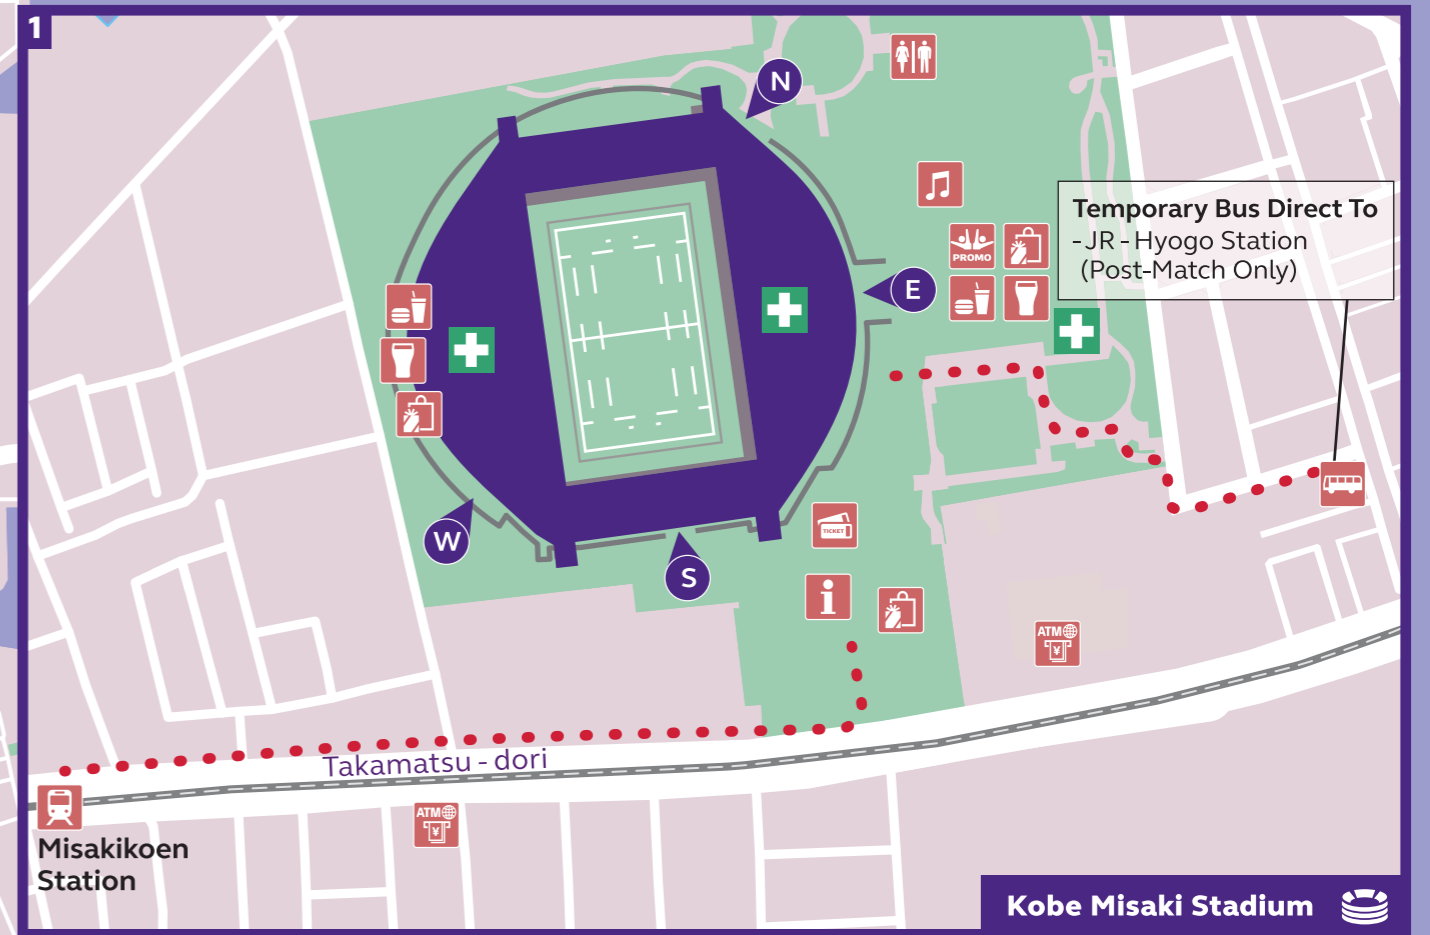 1
N
Temporary Bus Direct To
- JR - Hyogo Station
(Post-Match Only)
PROMO
E
W
S
TICKET
i
ATM
¥
Takamatsu - dori
ATM
¥
Misakikoen
Station
Kobe Misaki Stadium